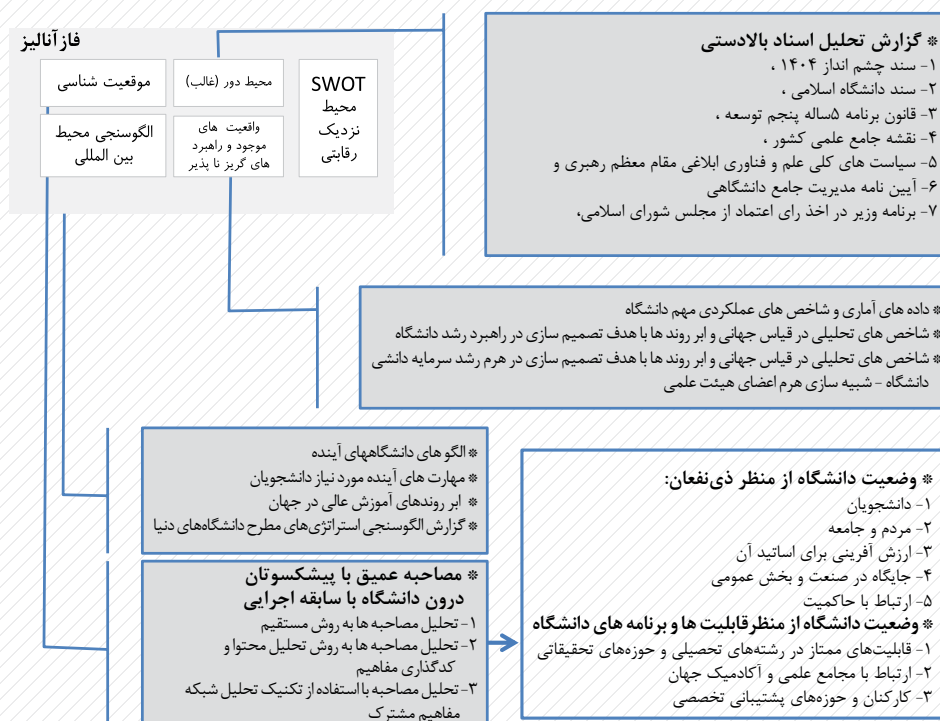 فاز آنالیز
SWOT
محیط
نزدیک
رقابتی
محیط دور (غالب)
موقعیت شناسی
واقعیت های
موجود و راهبرد
های گریز نا پذیر
الگوسنجی محیط
بین المللی
* گزارش تحلیل اسناد بالادستی
۱- سند چشم انداز ۱۴۰۴ ،
۲- سند دانشگاه اسلامی ،
۳- قانون برنامه ۵ساله پنجم توسعه ،
۴- نقشه جامع علمی کشور ،
۵- سیاست های کلی علم و فناوری ابلاغی مقام معظم رهبری و
۶- آیین نامه مدیریت جامع دانشگاهی
۷- برنامه وزیر در اخذ رای اعتماد از مجلس شورای اسلامی،
* داده های آماری و شاخص های عملکردی مهم دانشگاه
* شاخص های تحلیلی در قیاس جهانی و ابر روند ها با هدف تصمیم سازی در راهبرد رشد دانشگاه
* شاخص های تحلیلی در قیاس جهانی و ابر روند ها با هدف تصمیم سازی در هرم رشد سرمایه دانشی
دانشگاه - شبیه سازی هرم اعضای هیئت علمی
* الگو های دانشگاههای آینده
* مهارت های آینده مورد نیاز دانشجویان
* ابر روندهای آموزش عالی در جهان
* گزارش الگوسنجی استراتژی‌های مطرح دانشگاه‌های دنیا
* مصاحبه عمیق با پیشکسوتان
درون دانشگاه با سابقه اجرایی
۱- تحلیل مصاحبه ها به روش مستقیم
۲- تحلیل مصاحبه ها به روش تحلیل محتوا و
کدگذاری مفاهیم
۳- تحلیل مصاحبه با استفاده از تکنیک تحلیل شبکه
مفاهیم مشترک
* وضعیت دانشگاه از منظر ذی‌نفعان:
۱- دانشجویان
۲- مردم و جامعه
۳- ارزش آفرینی برای اساتید آن
۴- جایگاه در صنعت و بخش عمومی
۵- ارتباط با حاکمیت
* وضعیت دانشگاه از منظر قابلیت ها و برنامه های دانشگاه
۱- قابلیت‌های ممتاز در رشته‌های تحصیلی و حوزه‌های تحقیقاتی
۲- ارتباط با مجامع علمی و آکادمیک جهان
۳- کارکنان و حوزه‌های پشتیبانی تخصصی